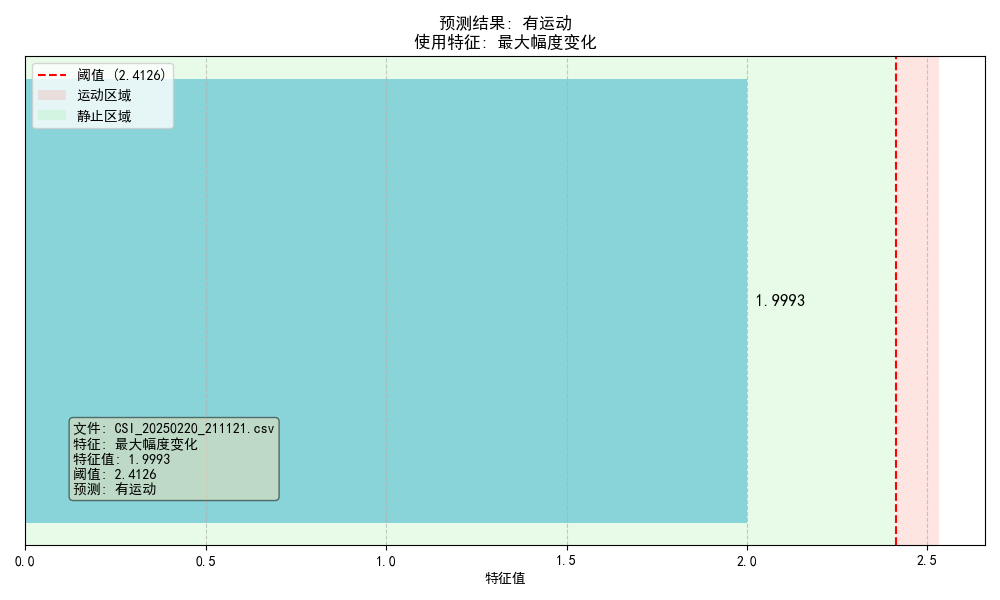 预测结果: 有运动
使用特征: 最大幅度变化
阈值 (2.4126)
运动区域
静止区域
1.9993
文件: CSI_20250220_211121.csv
特征: 最大幅度变化
特征值: 1.9993
阈值: 2.4126
预测: 有运动
0.0 0.5 1.0 1.5 2.0 2.5
特征值